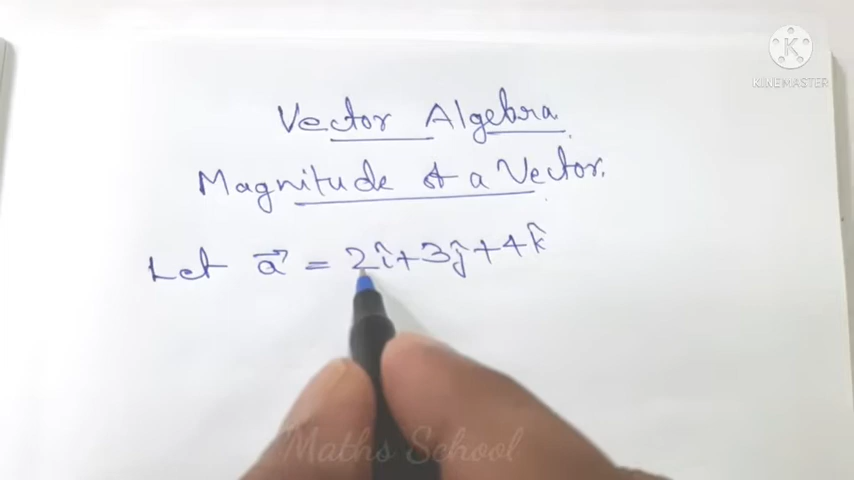 KINEMASTER
Vector Algebra
Magnitude of a Vector.
Let a⃗ = 2î+3ĵ+4k̂
Maths School